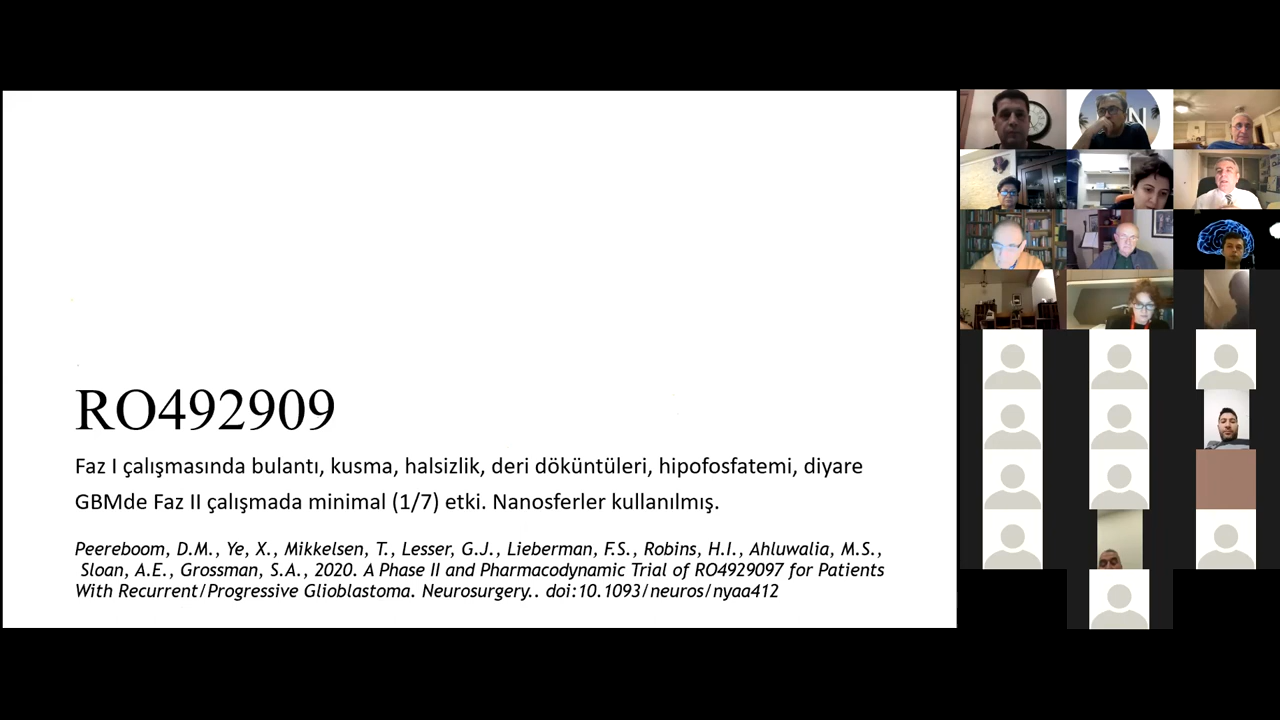 RO492909
Faz I çalışmasında bulantı, kusma, halsizlik, deri döküntüleri, hipofosfatemi, diyare
GBMde Faz II çalışmada minimal (1/7) etki. Nanosferler kullanılmış.
Peereboom, D.M., Ye, X., Mikkelsen, T., Lesser, G.J., Lieberman, F.S., Robins, H.I., Ahluwalia, M.S.,
Sloan, A.E., Grossman, S.A., 2020. A Phase II and Pharmacodynamic Trial of RO4929097 for Patients
With Recurrent/Progressive Glioblastoma. Neurosurgery.. doi:10.1093/neuros/nyaa412
N